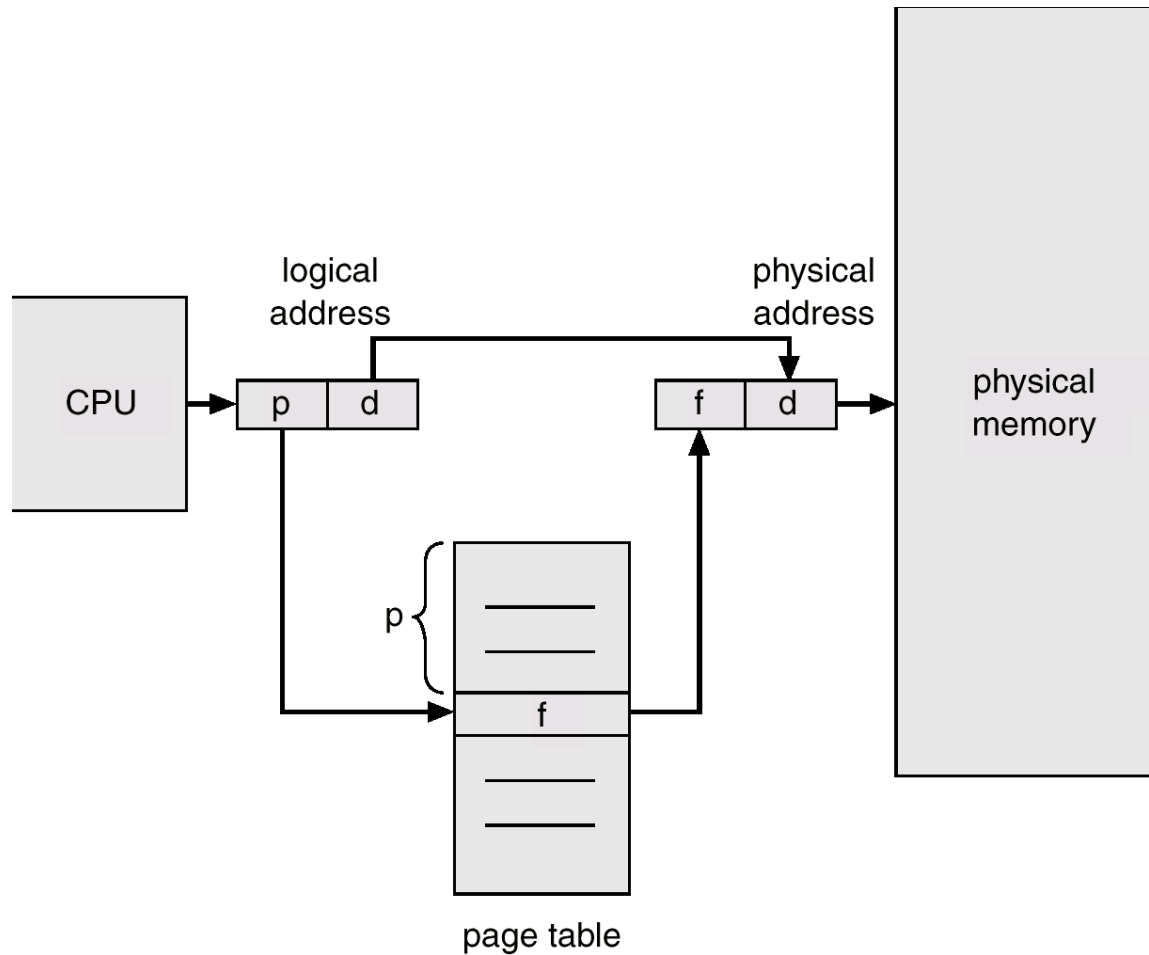 logical
address
physical
address
CPU
p
d
f
d
physical
memory
p
f
page table